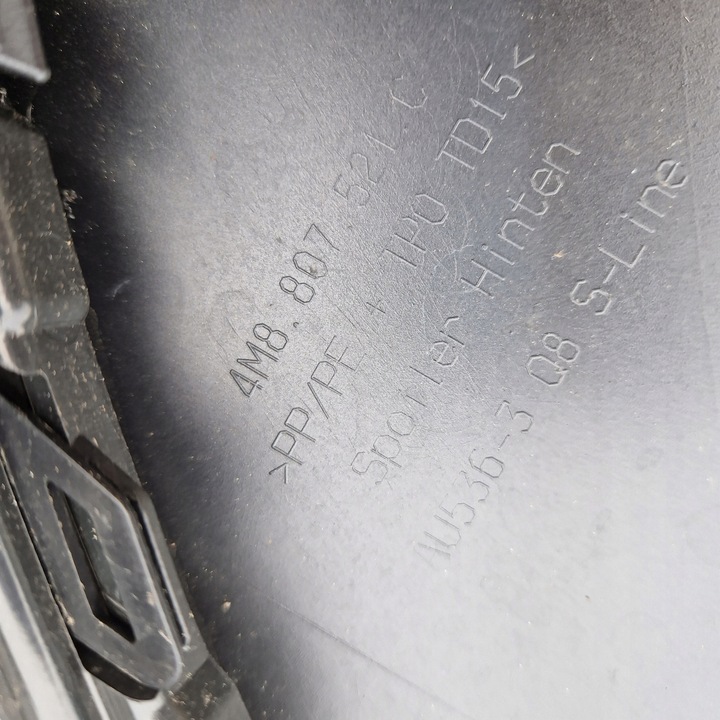 4M8.807.521 C
>PP/PE + TPO TD15<
Spoiler Hinten
AU536-3 Q8 S-Line